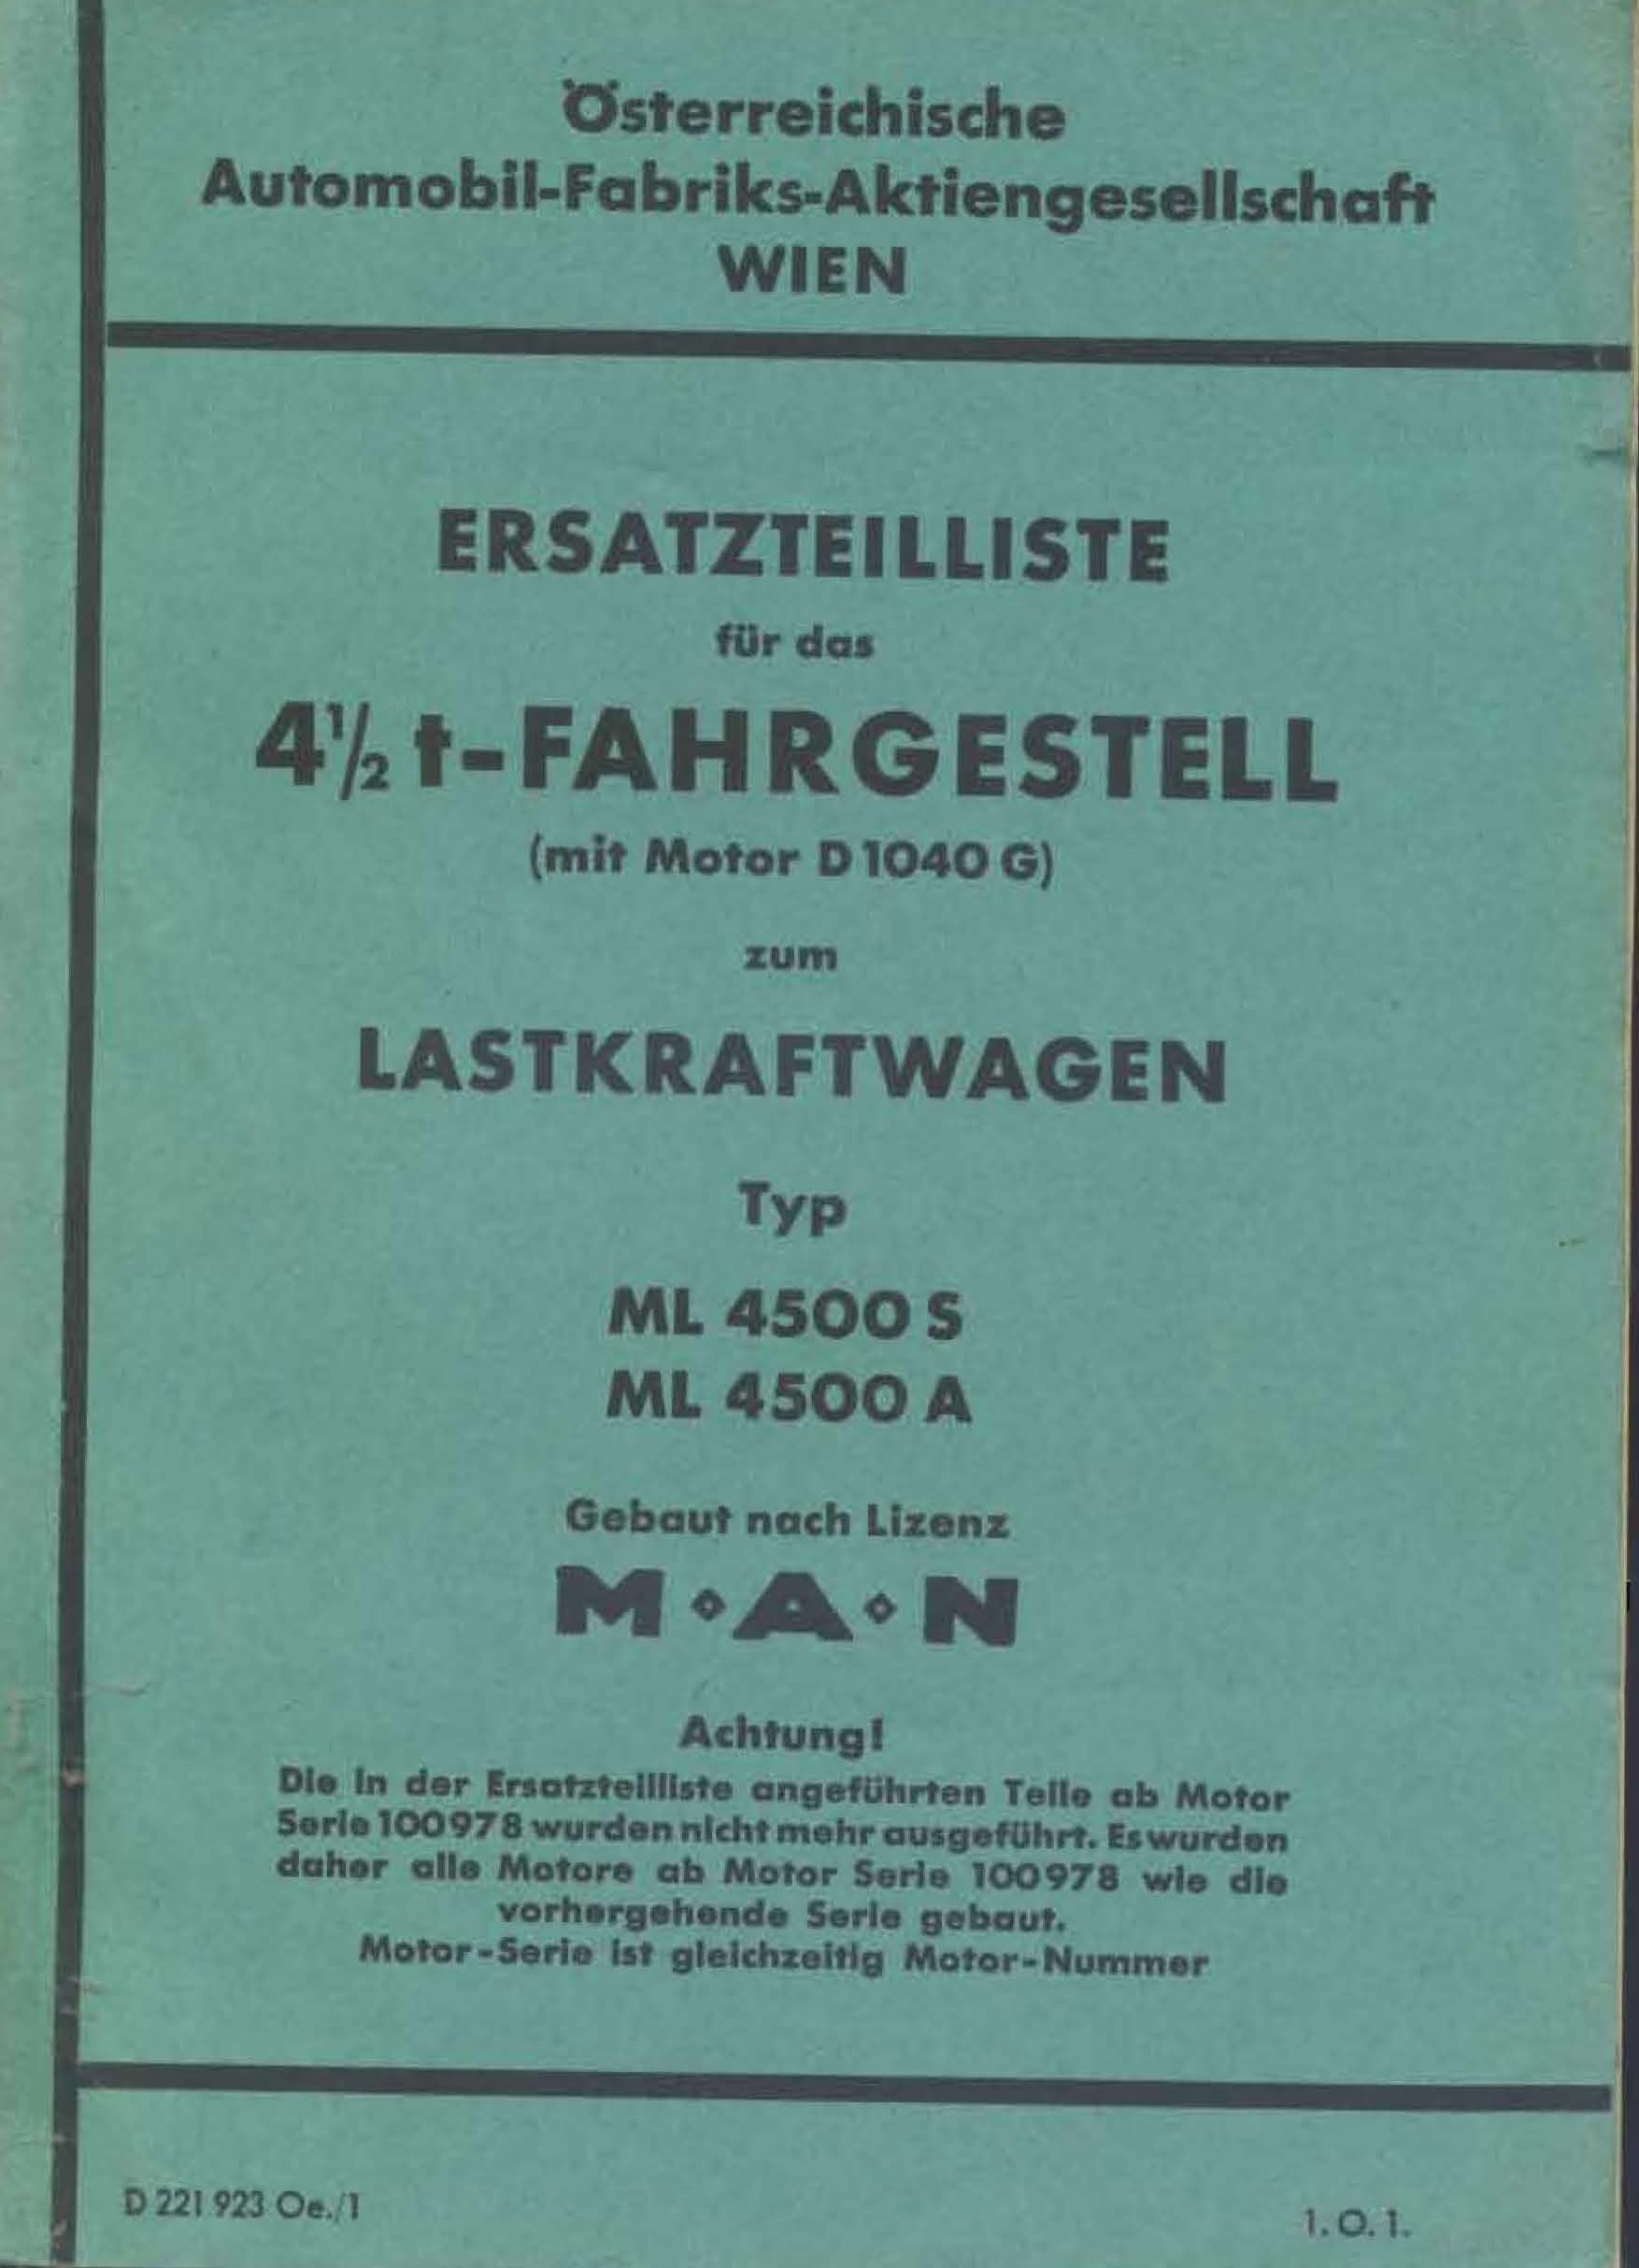 Österreichische
Automobil-Fabriks-Aktiengesellschaft
WIEN
ERSATZTEILLISTE
für das
4½ t-FAHRGESTELL
(mit Motor D 1040 G)
zum
LASTKRAFTWAGEN
Typ
ML 4500 S
ML 4500 A
Gebaut nach Lizenz
M·A·N
Achtung!
Die in der Ersatzteilliste angeführten Teile ab Motor
Serie 100978 wurden nicht mehr ausgeführt. Es wurden
daher alle Motore ab Motor Serie 100978 wie die
vorhergehende Serie gebaut.
Motor-Serie ist gleichzeitig Motor-Nummer
D 221 923 Oe./1
1. O. 1.